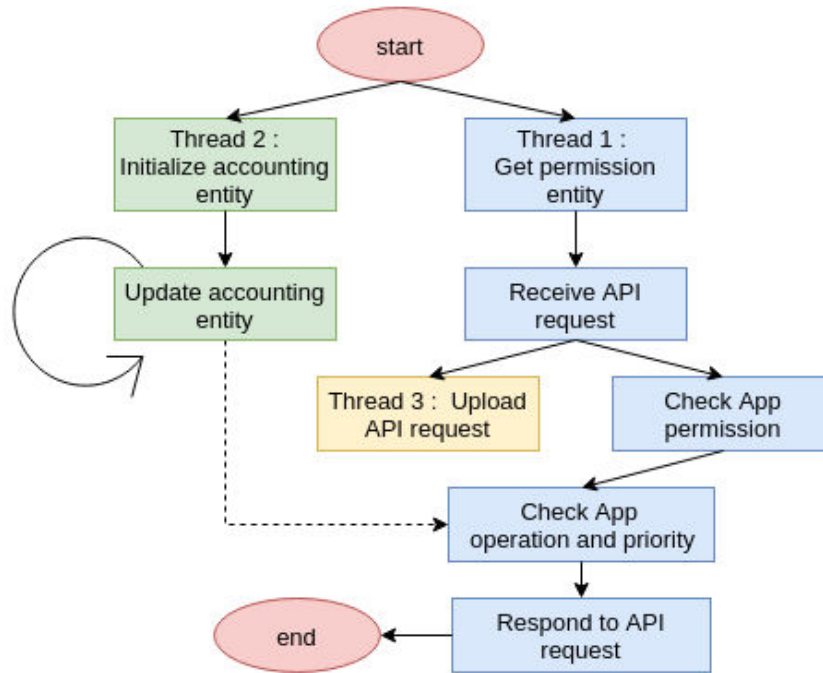 start
Thread 2 :
Initialize accounting
entity
Thread 1 :
Get permission
entity
Update accounting
entity
Receive API
request
Thread 3 :  Upload
API request
Check App
permission
Check App
operation and priority
Respond to API
request
end